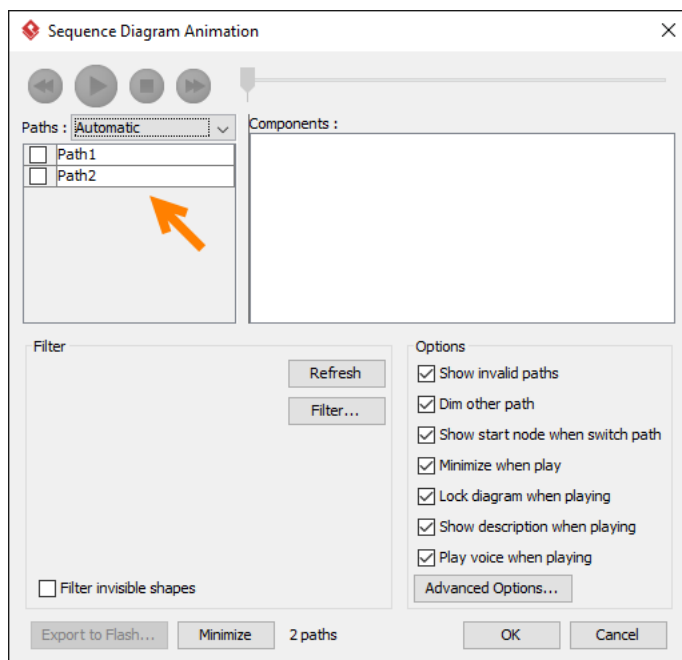 Sequence Diagram Animation
Paths : Automatic
Components :
Path1
Path2
Filter
Refresh
Filter...
Filter invisible shapes
Options
Show invalid paths
Dim other path
Show start node when switch path
Minimize when play
Lock diagram when playing
Show description when playing
Play voice when playing
Advanced Options...
Export to Flash...
Minimize
2 paths
OK
Cancel